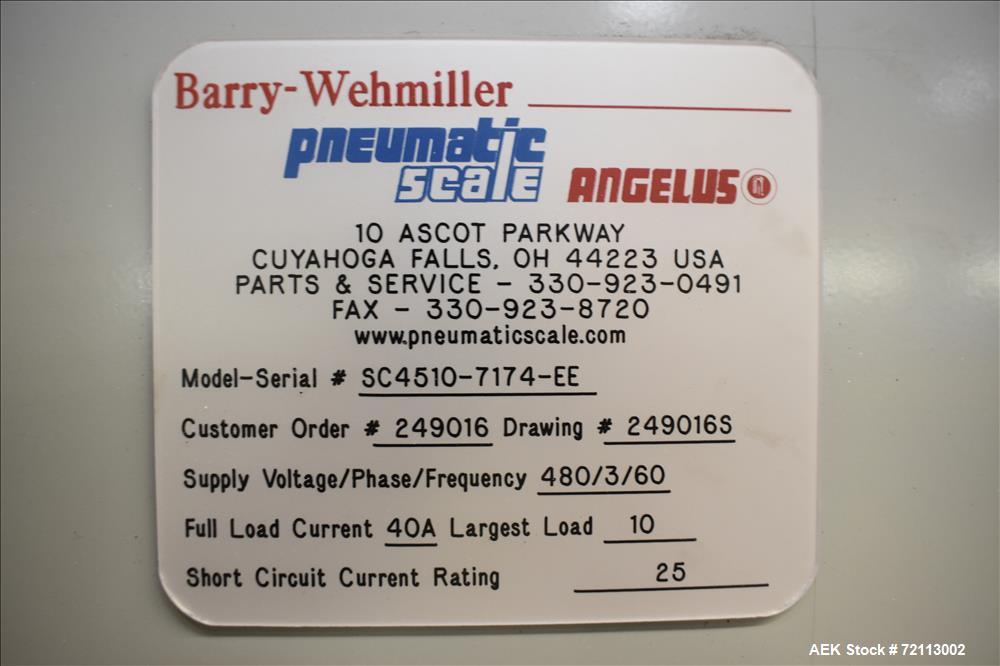 Barry-Wehmiller
pneumatic
scale
ANGELUS
10 ASCOT PARKWAY
CUYAHOGA FALLS, OH 44223 USA
PARTS & SERVICE - 330-923-0491
FAX - 330-923-8720
www.pneumaticscale.com
Model-Serial # SC4510-7174-EE
Customer Order # 249016 Drawing # 249016S
Supply Voltage/Phase/Frequency 480/3/60
Full Load Current 40A Largest Load 10
Short Circuit Current Rating 25
AEK Stock # 72113002